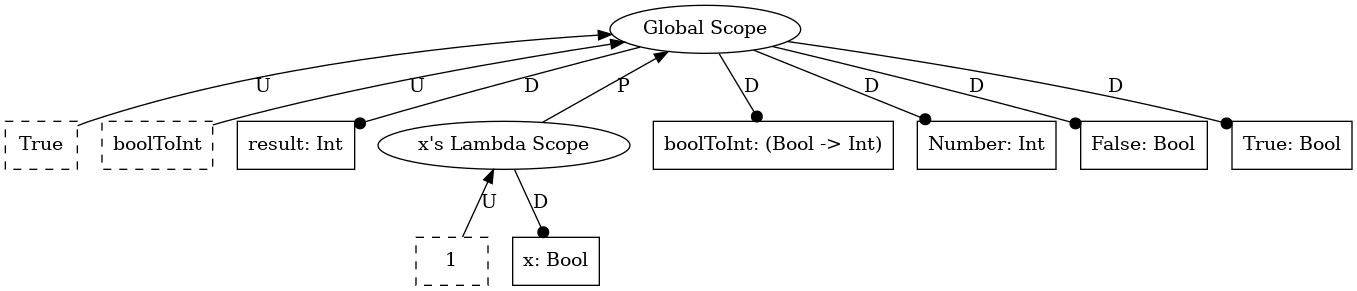 Global Scope
U
U
D
P
D
D
D
D
True
boolToInt
result: Int
x's Lambda Scope
boolToInt: (Bool -> Int)
Number: Int
False: Bool
True: Bool
U
D
1
x: Bool